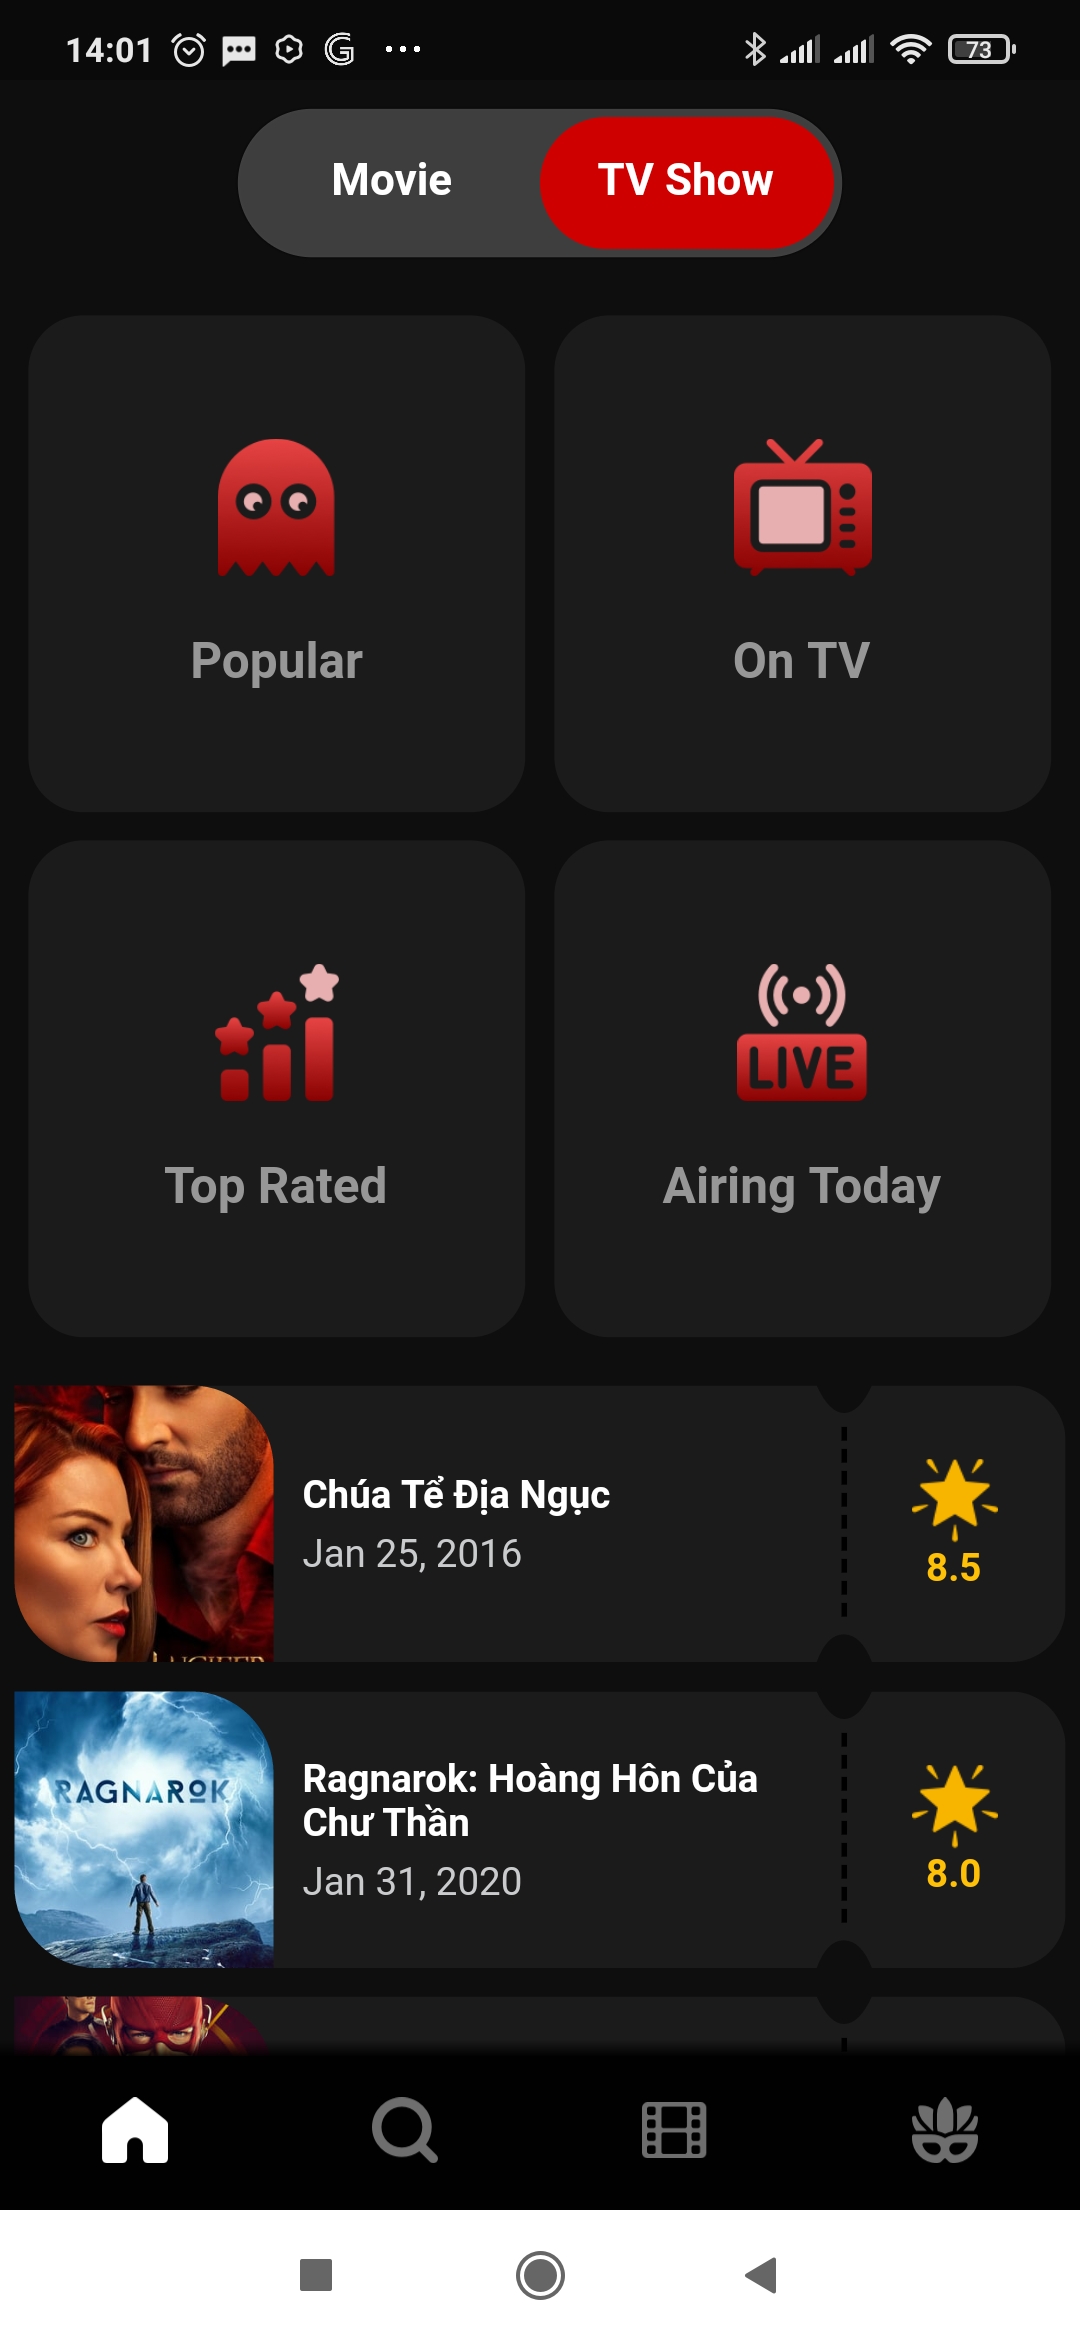 14:01
73
Movie
TV Show
Popular
On TV
LIVE
Top Rated
Airing Today
Chúa Tể Địa Ngục
Jan 25, 2016
8.5
LUCIFER
RAGNAROK
Ragnarok: Hoàng Hôn Của
Chư Thần
Jan 31, 2020
8.0